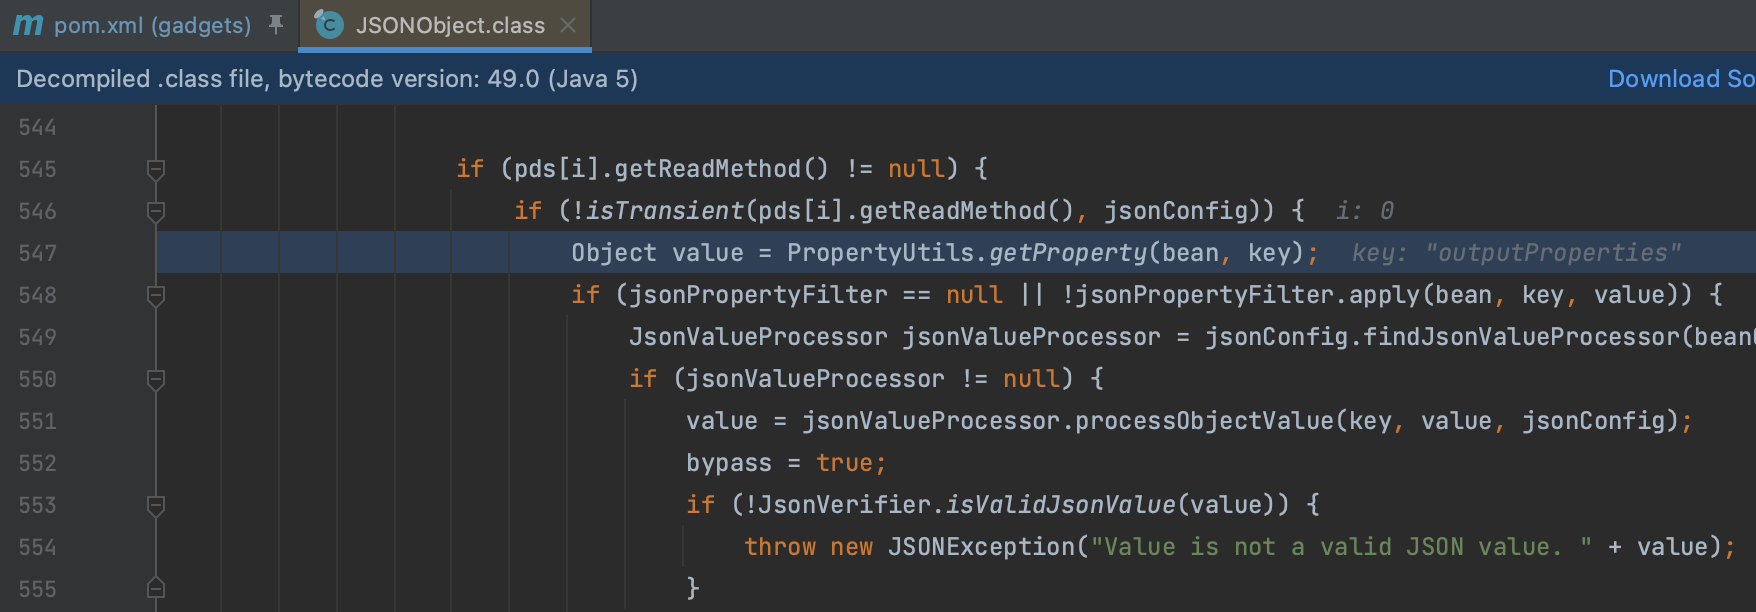 m pom.xml (gadgets) C JSONObject.class
Decompiled .class file, bytecode version: 49.0 (Java 5) Download So
544
545 if (pds[i].getReadMethod() != null) {
546 if (!isTransient(pds[i].getReadMethod(), jsonConfig)) { i: 0
547 Object value = PropertyUtils.getProperty(bean, key); key: "outputProperties"
548 if (jsonPropertyFilter == null || !jsonPropertyFilter.apply(bean, key, value)) {
549 JsonValueProcessor jsonValueProcessor = jsonConfig.findJsonValueProcessor(bean
550 if (jsonValueProcessor != null) {
551 value = jsonValueProcessor.processObjectValue(key, value, jsonConfig);
552 bypass = true;
553 if (!JsonVerifier.isValidJsonValue(value)) {
554 throw new JSONException("Value is not a valid JSON value. " + value);
555 }